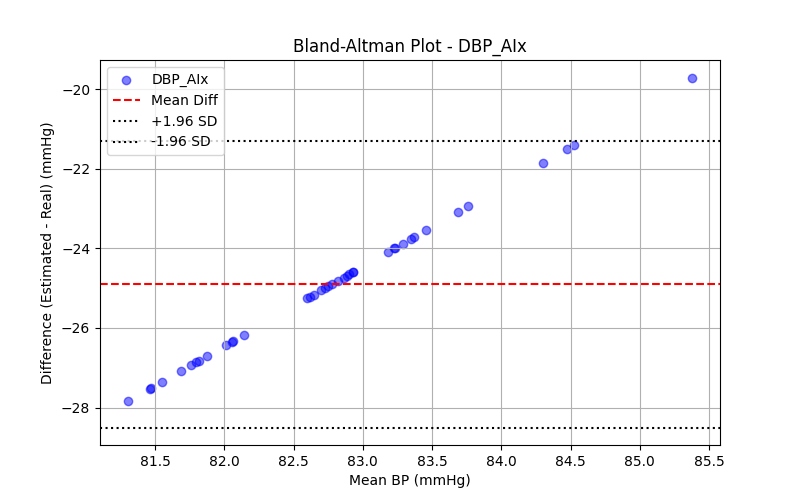 Bland-Altman Plot - DBP_AIx
DBP_AIx
Mean Diff
+1.96 SD
-1.96 SD
Difference (Estimated - Real) (mmHg)
−20
−22
−24
−26
−28
81.5 82.0 82.5 83.0 83.5 84.0 84.5 85.0 85.5
Mean BP (mmHg)